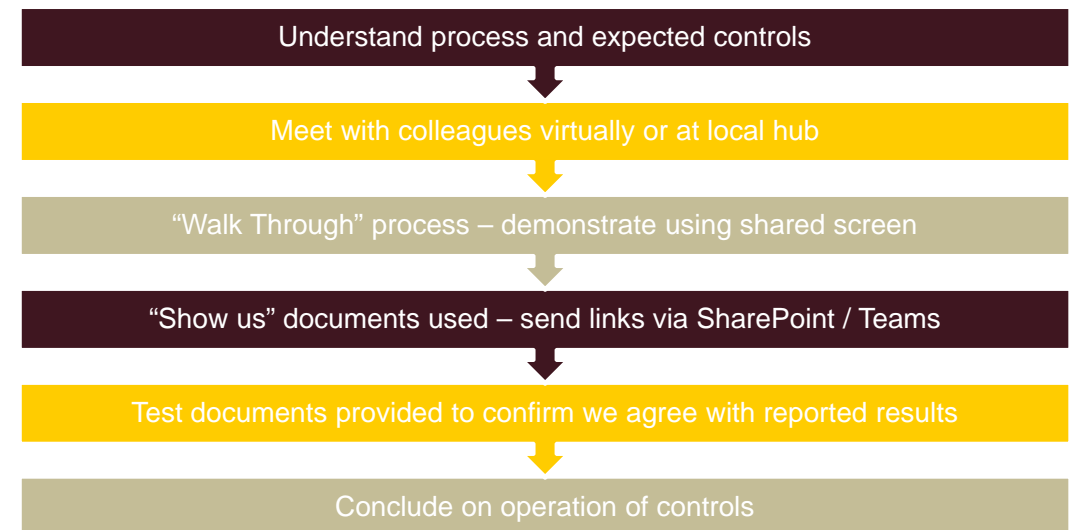 Understand process and expected controls
Meet with colleagues virtually or at local hub
“Walk Through” process – demonstrate using shared screen
“Show us” documents used – send links via SharePoint / Teams
Test documents provided to confirm we agree with reported results
Conclude on operation of controls